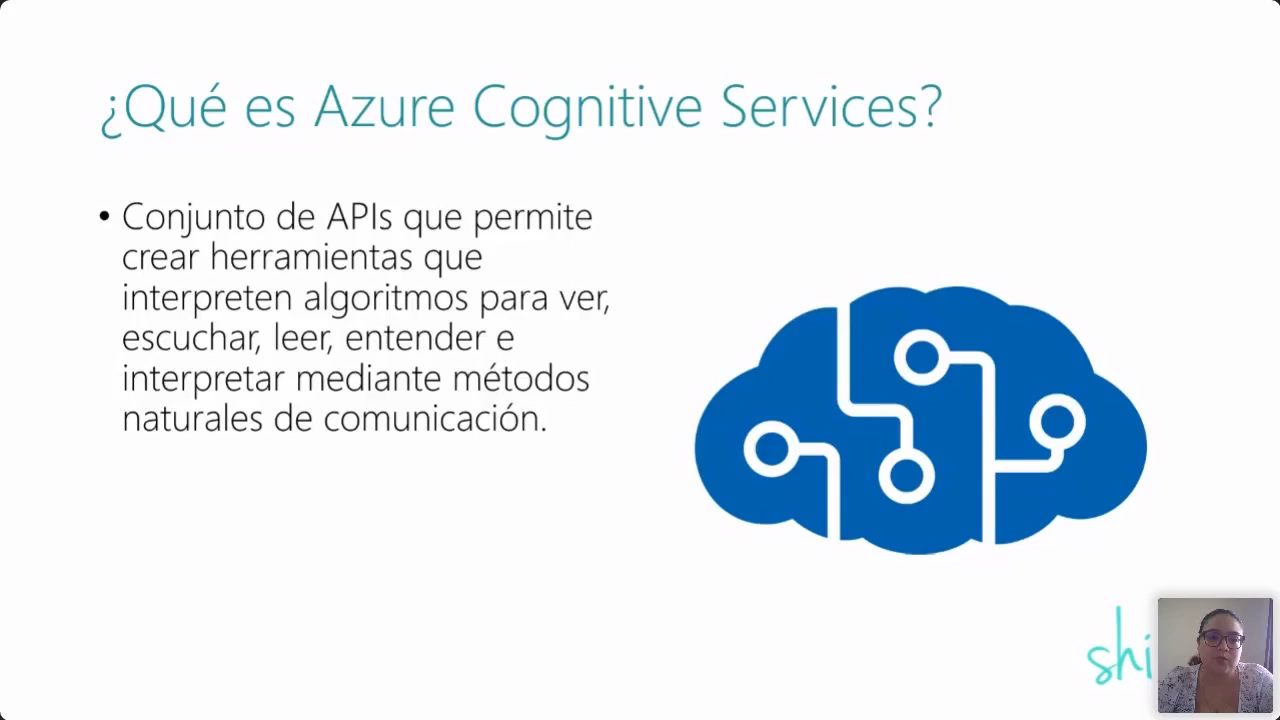 ¿Qué es Azure Cognitive Services?
• Conjunto de APIs que permite
crear herramientas que
interpreten algoritmos para ver,
escuchar, leer, entender e
interpretar mediante métodos
naturales de comunicación.
shi